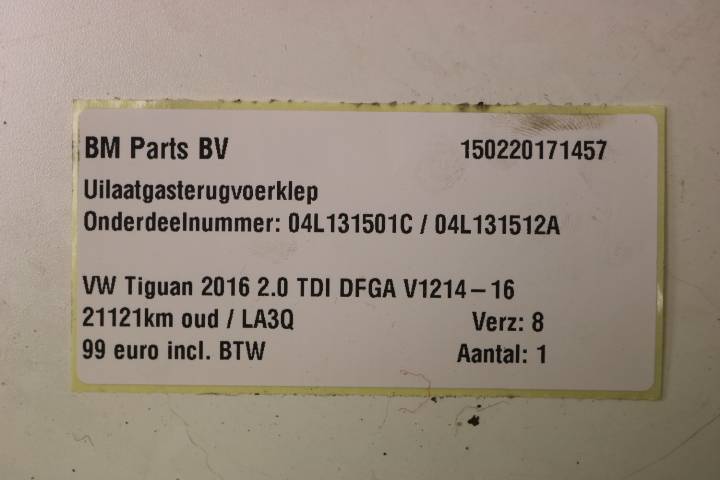 BM Parts BV 150220171457
Uilaatgasterugvoerklep
Onderdeelnummer: 04L131501C / 04L131512A
VW Tiguan 2016 2.0 TDI DFGA V1214-16
21121km oud / LA3Q Verz: 8
99 euro incl. BTW Aantal: 1